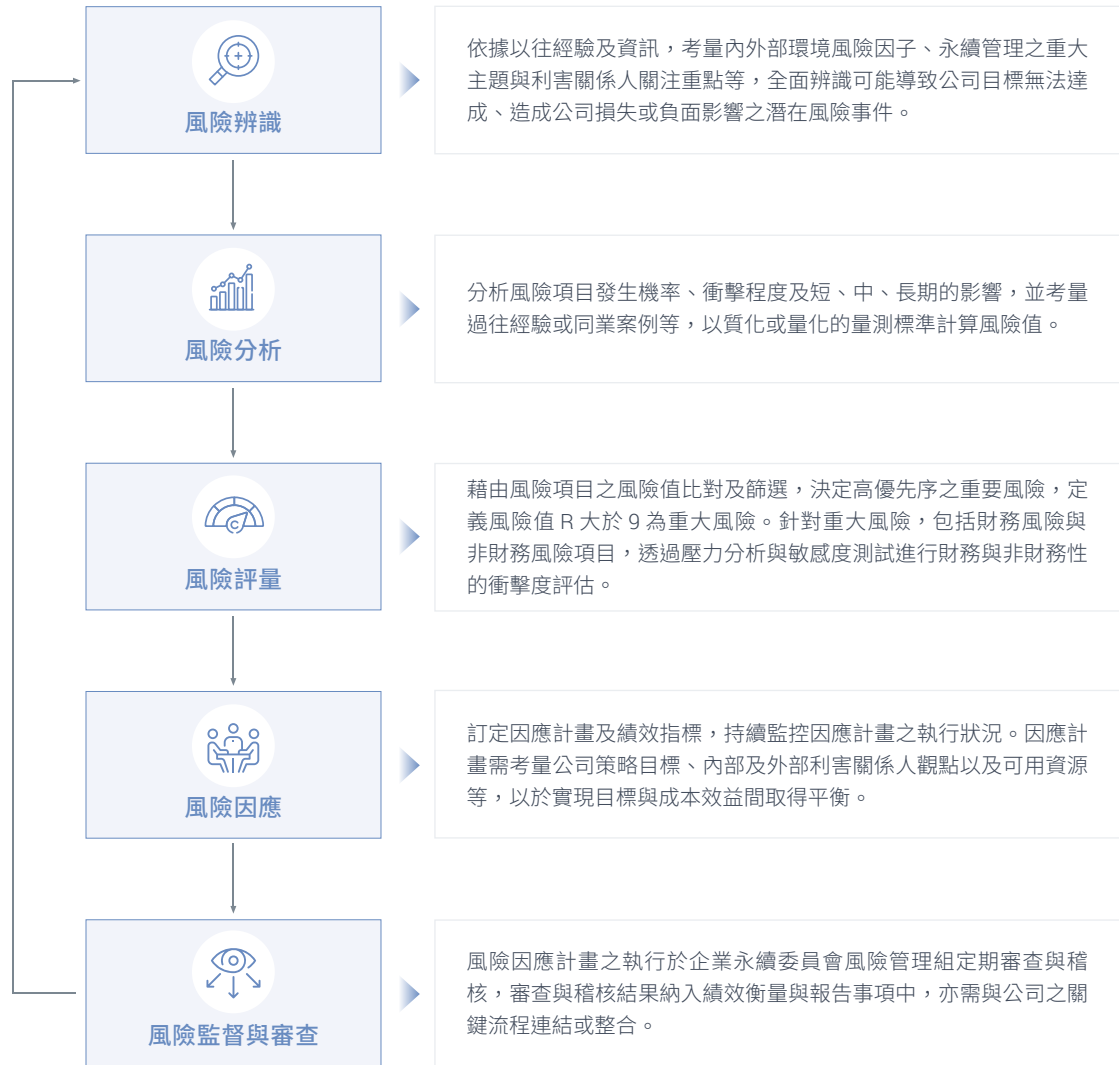 風險辨識
依據以往經驗及資訊，考量內外部環境風險因子、永續管理之重大
主題與利害關係人關注重點等，全面辨識可能導致公司目標無法達
成、造成公司損失或負面影響之潛在風險事件。
風險分析
分析風險項目發生機率、衝擊程度及短、中、長期的影響，並考量
過往經驗或同業案例等，以質化或量化的量測標準計算風險值。
風險評量
藉由風險項目之風險值比對及篩選，決定高優先序之重要風險，定
義風險值 R 大於 9 為重大風險。針對重大風險，包括財務風險與
非財務風險項目，透過壓力分析與敏感度測試進行財務與非財務性
的衝擊度評估。
風險因應
訂定因應計畫及績效指標，持續監控因應計畫之執行狀況。因應計
畫需考量公司策略目標、內部及外部利害關係人觀點以及可用資源
等，以於實現目標與成本效益間取得平衡。
風險監督與審查
風險因應計畫之執行於企業永續委員會風險管理組定期審查與稽
核，審查與稽核結果納入績效衡量與報告事項中，亦需與公司之關
鍵流程連結或整合。